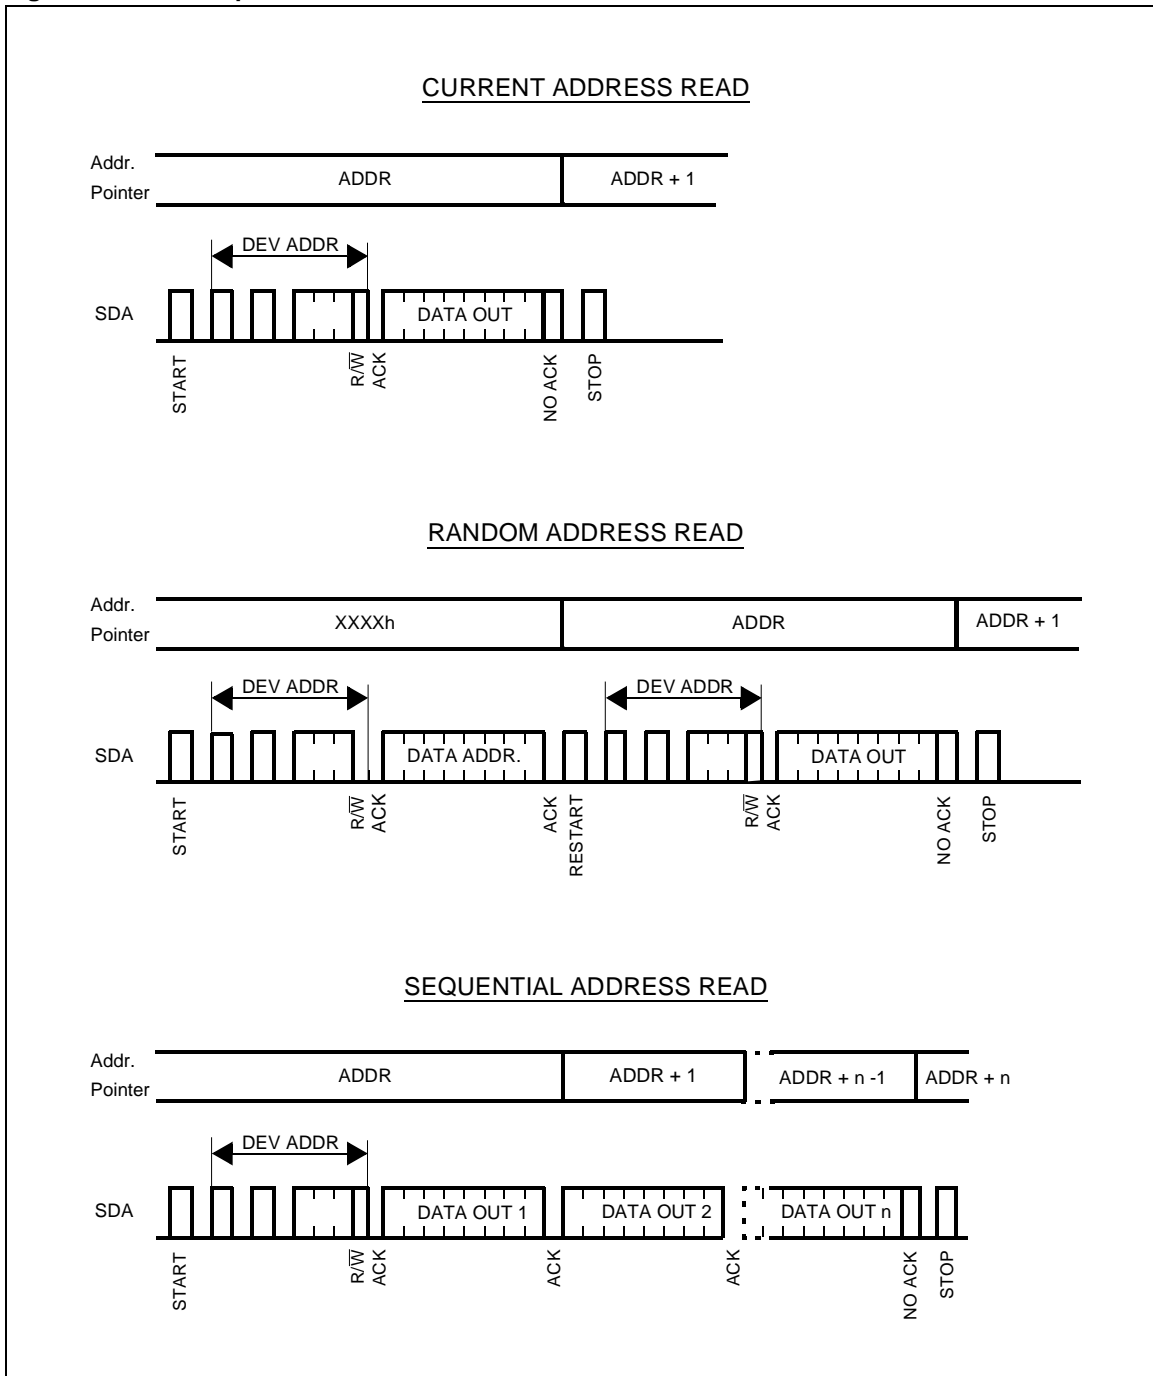 CURRENT ADDRESS READ
Addr.
Pointer
ADDR
ADDR + 1
DEV ADDR
SDA
DATA OUT
START
R/W̅
ACK
NO ACK
STOP
RANDOM ADDRESS READ
Addr.
Pointer
XXXXh
ADDR
ADDR + 1
DEV ADDR
DEV ADDR
SDA
DATA ADDR.
DATA OUT
START
R/W̅
ACK
ACK
RESTART
R/W̅
ACK
NO ACK
STOP
SEQUENTIAL ADDRESS READ
Addr.
Pointer
ADDR
ADDR + 1
ADDR + n -1
ADDR + n
DEV ADDR
SDA
DATA OUT 1
DATA OUT 2
DATA OUT n
START
R/W̅
ACK
ACK
ACK
NO ACK
STOP